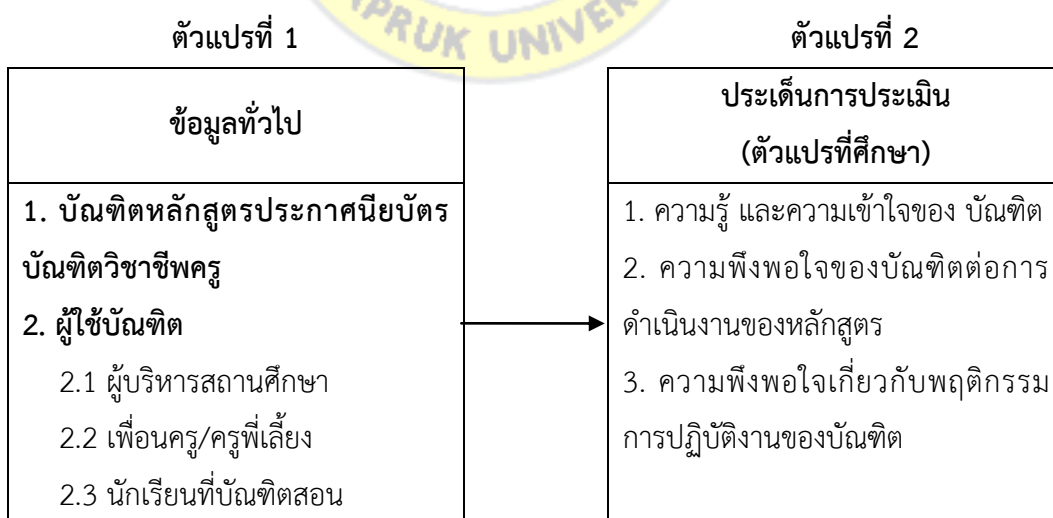 PRUK UNIVER
ตัวแปรที่ 1
ตัวแปรที่ 2
ข้อมูลทั่วไป
ประเด็นการประเมิน
(ตัวแปรที่ศึกษา)
1. บัณฑิตหลักสูตรประกาศนียบัตร
บัณฑิตวิชาชีพครู
2. ผู้ใช้บัณฑิต
2.1 ผู้บริหารสถานศึกษา
2.2 เพื่อนครู/ครูพี่เลี้ยง
2.3 นักเรียนที่บัณฑิตสอน
1. ความรู้ และความเข้าใจของ บัณฑิต
2. ความพึงพอใจของบัณฑิตต่อการ
ดำเนินงานของหลักสูตร
3. ความพึงพอใจเกี่ยวกับพฤติกรรม
การปฏิบัติงานของบัณฑิต